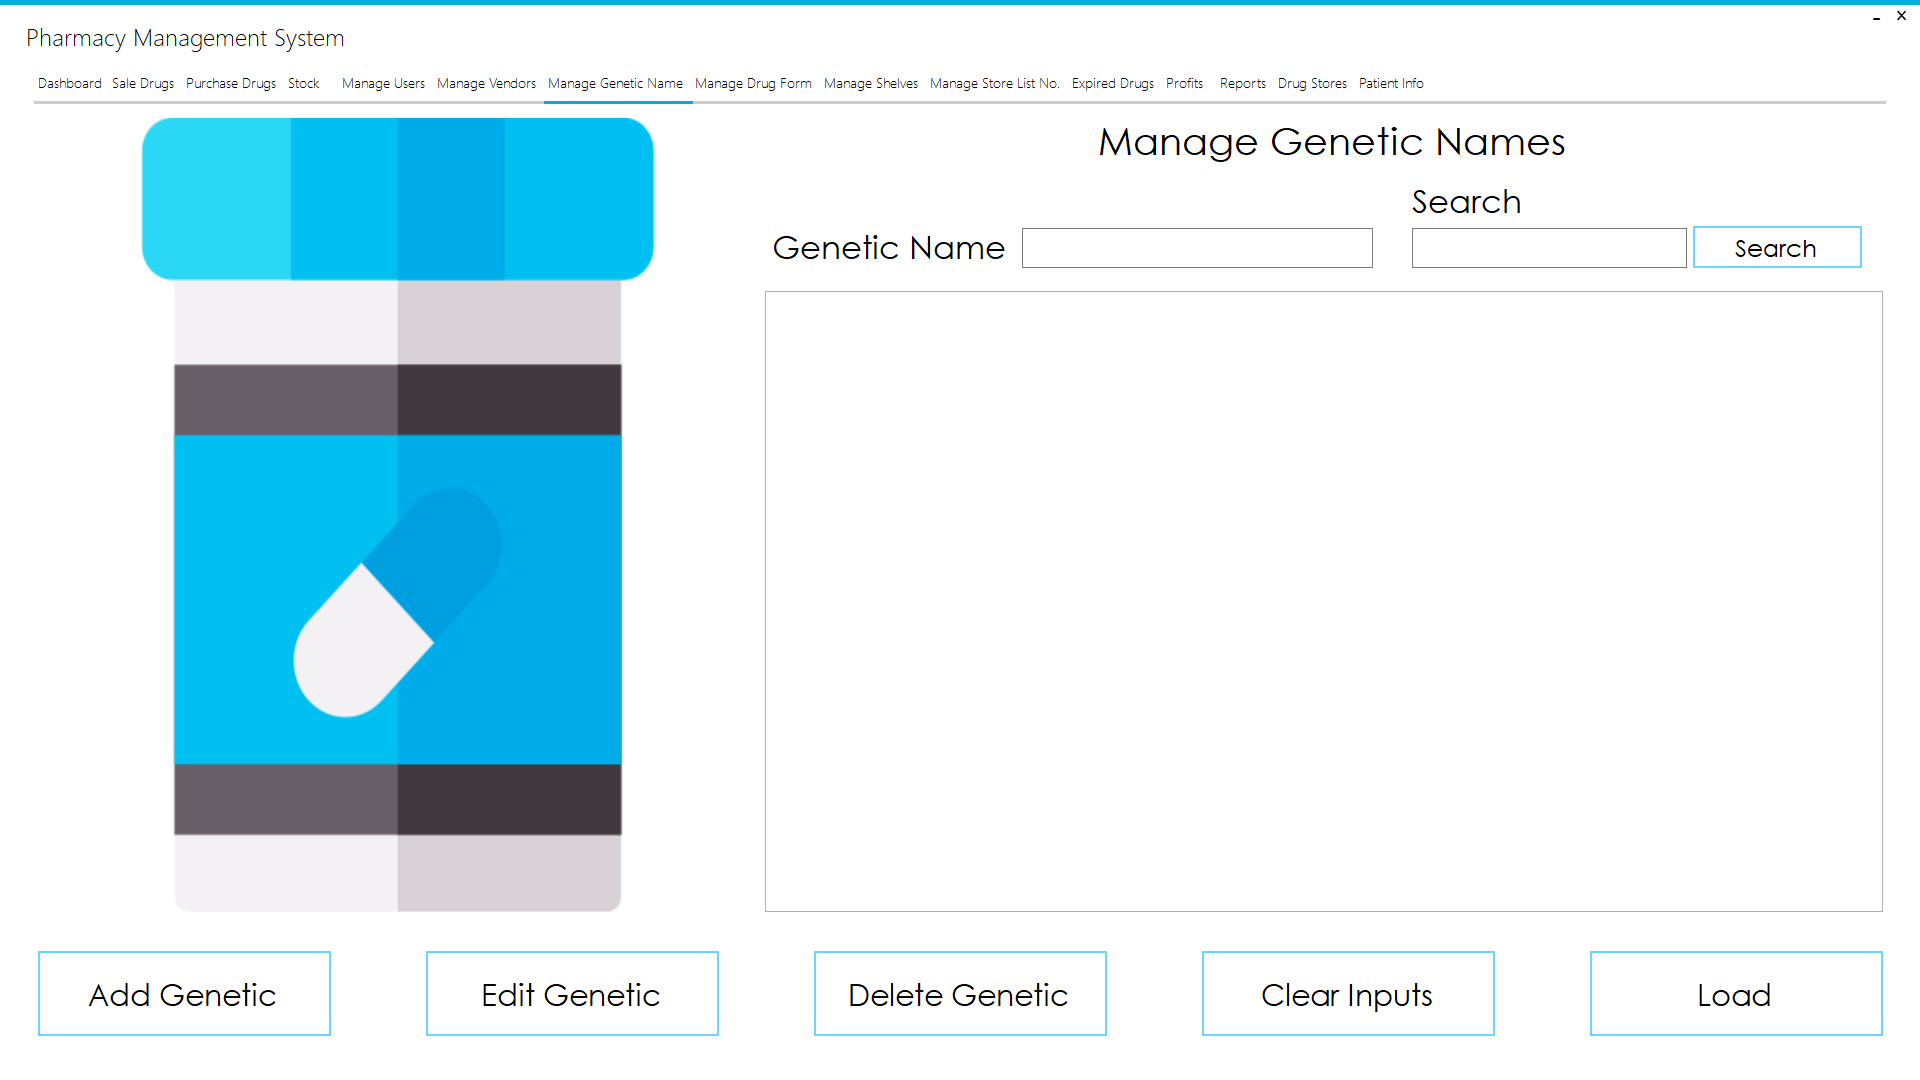 Pharmacy Management System
Dashboard Sale Drugs Purchase Drugs Stock Manage Users Manage Vendors Manage Genetic Name Manage Drug Form Manage Shelves Manage Store List No. Expired Drugs Profits Reports Drug Stores Patient Info
Manage Genetic Names
Search
Genetic Name Search
Add Genetic Edit Genetic Delete Genetic Clear Inputs Load